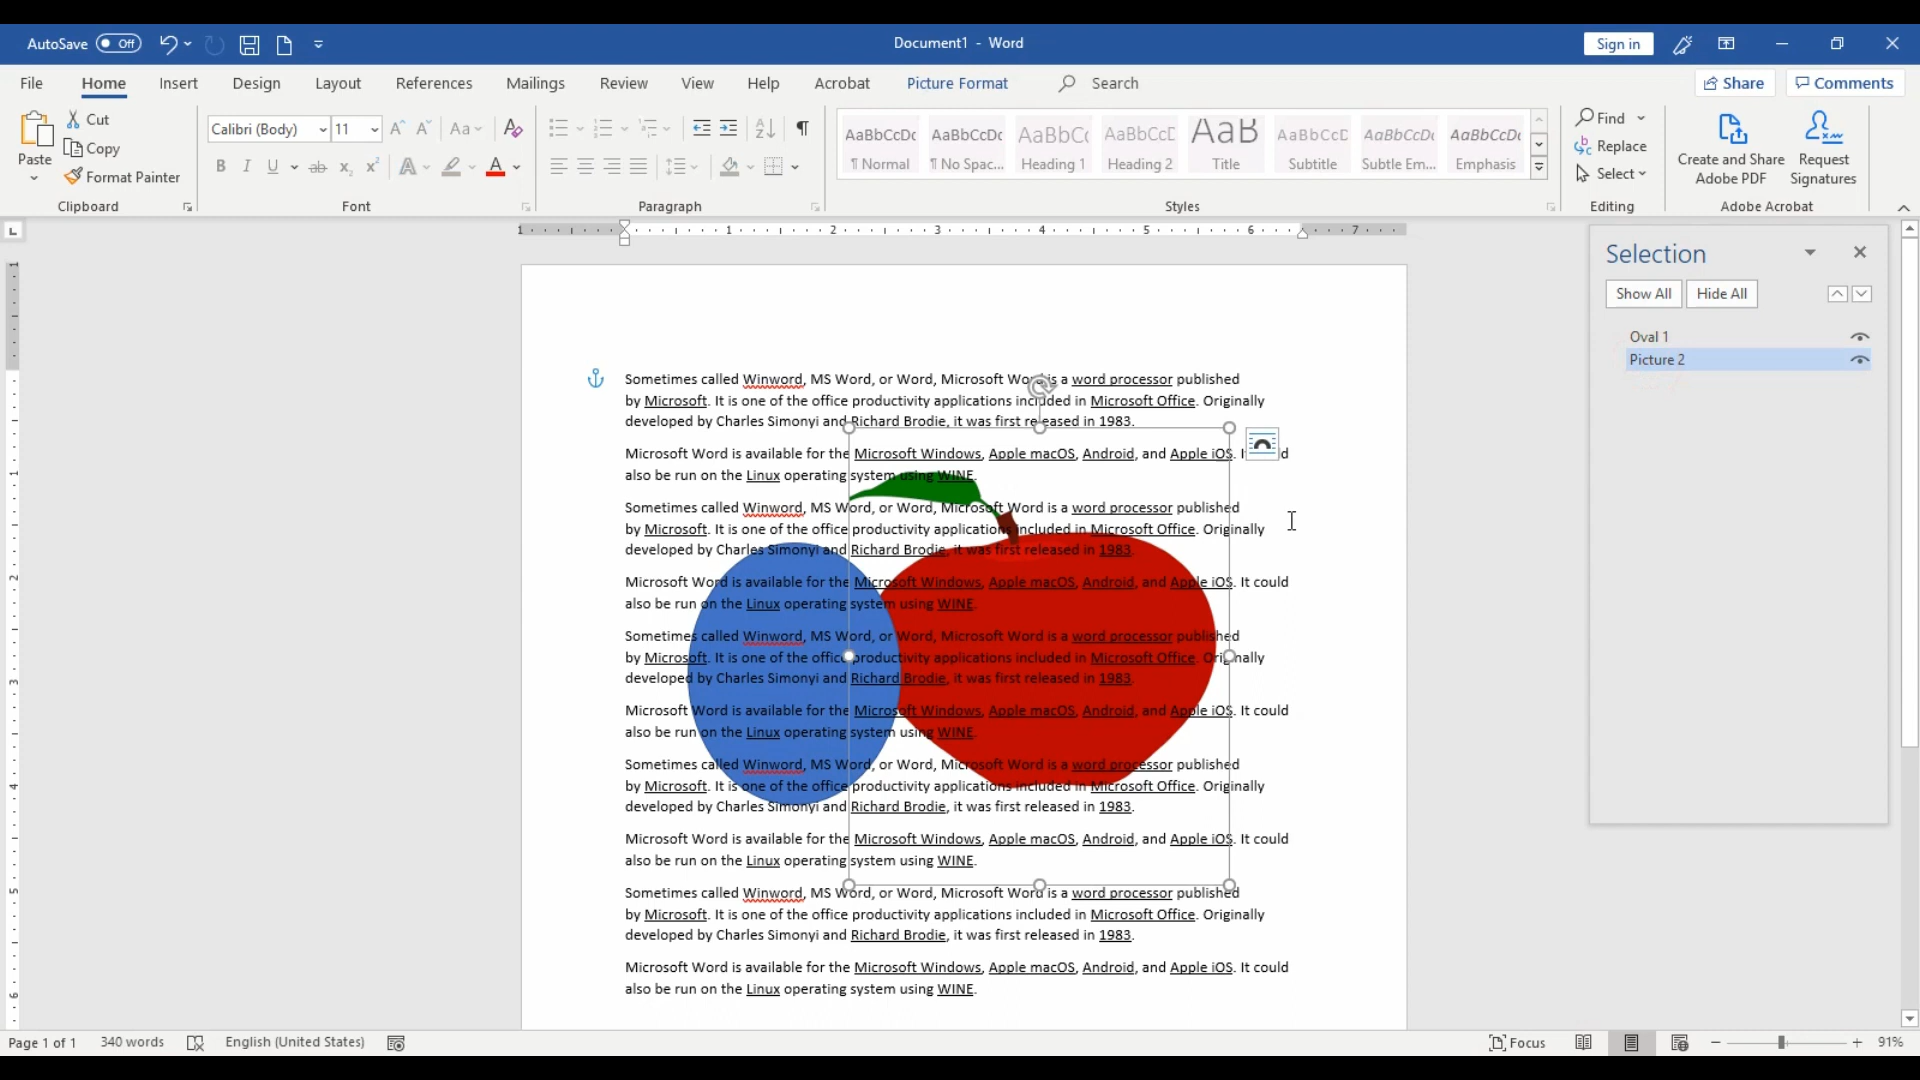 AutoSave Off
Document1 - Word
Sign in
File Home Insert Design Layout References Mailings Review View Help Acrobat Picture Format Search
Share Comments
Paste
Cut
Copy
Format Painter
Clipboard
Calibri (Body) 11
Font
Paragraph
AaBbCcDc AaBbCcDc AaBbCc AaBbCcE AaB AaBbCcD AaBbCcDc AaBbCcDc
¶ Normal ¶ No Spac... Heading 1 Heading 2 Title Subtitle Subtle Em... Emphasis
Styles
Find
Replace
Select
Editing
Create and Share
Adobe PDF
Request
Signatures
Adobe Acrobat
1 1 2 3 4 5 6 7
1
1
2
3
4
5
6
Sometimes called Winword, MS Word, or Word, Microsoft Word is a word processor published
by Microsoft. It is one of the office productivity applications included in Microsoft Office. Originally
developed by Charles Simonyi and Richard Brodie, it was first released in 1983.
Microsoft Word is available for the Microsoft Windows, Apple macOS, Android, and Apple iOS. I d
also be run on the Linux operating system using WINE.
Sometimes called Winword, MS Word, or Word, Microsoft Word is a word processor published
by Microsoft. It is one of the office productivity applications included in Microsoft Office. Originally
developed by Charles Simonyi and Richard Brodie, it was first released in 1983.
Microsoft Word is available for the Microsoft Windows, Apple macOS, Android, and Apple iOS. It could
also be run on the Linux operating system using WINE.
Sometimes called Winword, MS Word, or Word, Microsoft Word is a word processor published
by Microsoft. It is one of the office productivity applications included in Microsoft Office. Originally
developed by Charles Simonyi and Richard Brodie, it was first released in 1983.
Microsoft Word is available for the Microsoft Windows, Apple macOS, Android, and Apple iOS. It could
also be run on the Linux operating system using WINE.
Sometimes called Winword, MS Word, or Word, Microsoft Word is a word processor published
by Microsoft. It is one of the office productivity applications included in Microsoft Office. Originally
developed by Charles Simonyi and Richard Brodie, it was first released in 1983.
Microsoft Word is available for the Microsoft Windows, Apple macOS, Android, and Apple iOS. It could
also be run on the Linux operating system using WINE.
Sometimes called Winword, MS Word, or Word, Microsoft Word is a word processor published
by Microsoft. It is one of the office productivity applications included in Microsoft Office. Originally
developed by Charles Simonyi and Richard Brodie, it was first released in 1983.
Microsoft Word is available for the Microsoft Windows, Apple macOS, Android, and Apple iOS. It could
also be run on the Linux operating system using WINE.
Selection
Show All Hide All
Oval 1
Picture 2
Page 1 of 1 340 words English (United States) Focus 91%